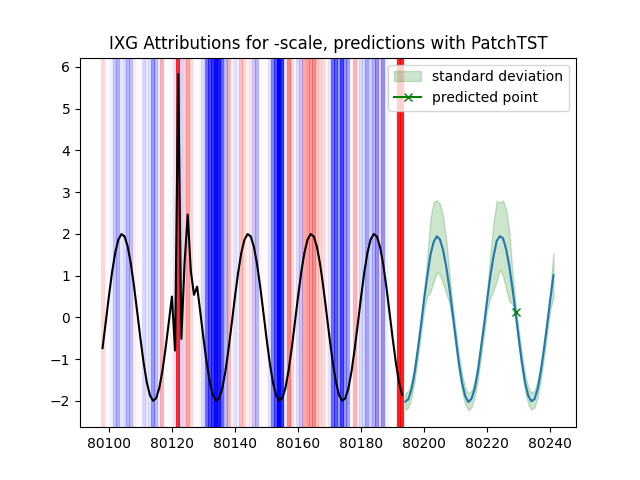 IXG Attributions for -scale, predictions with PatchTST
standard deviation
predicted point
6
5
4
3
2
1
0
−1
−2
80100 80120 80140 80160 80180 80200 80220 80240